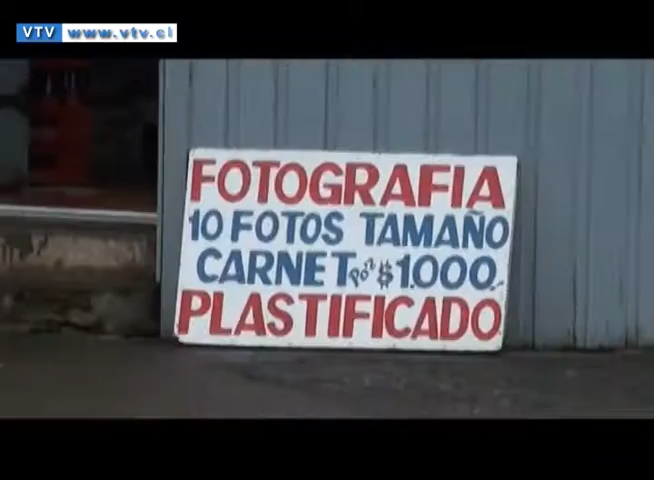 VTV www.vtv.cl
FOTOGRAFIA
10 FOTOS TAMAÑO
CARNET por $1.000.-
PLASTIFICADO